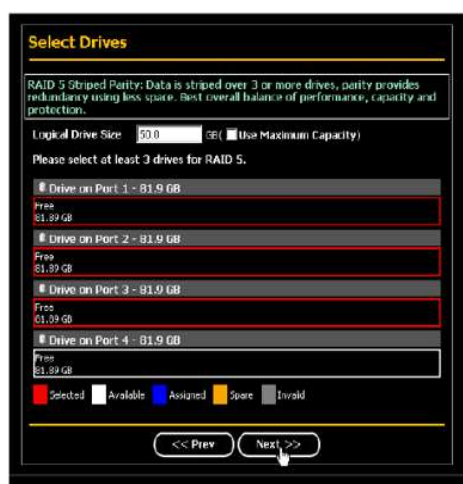 Select Drives
RAID 5 Striped Parity: Data is striped over 3 or more drives, parity provides
redundancy using less space. Best overall balance of performance, capacity and
protection.
Logical Drive Size 50.0 GB( Use Maximum Capacity)
Please select at least 3 drives for RAID 5.
Drive on Port 1 - 81.9 GB
Free
81.89 GB
Drive on Port 2 - 81.9 GB
Free
81.89 GB
Drive on Port 3 - 81.9 GB
Free
81.89 GB
Drive on Port 4 - 81.9 GB
Free
81.89 GB
Selected Available Assigned Spare Invalid
<< Prev Next >>